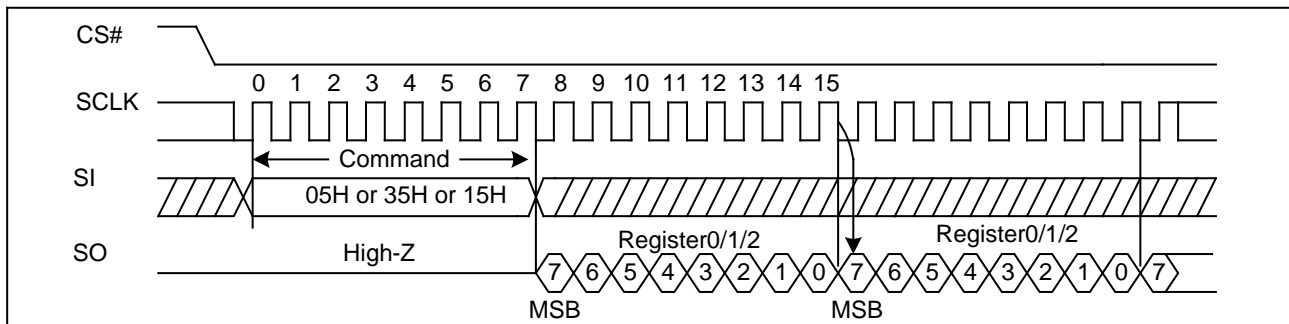 CS#
0 1 2 3 4 5 6 7 8 9 10 11 12 13 14 15
SCLK
Command
SI
05H or 35H or 15H
Register0/1/2 Register0/1/2
SO High-Z
7 6 5 4 3 2 1 0 7 6 5 4 3 2 1 0 7
MSB MSB